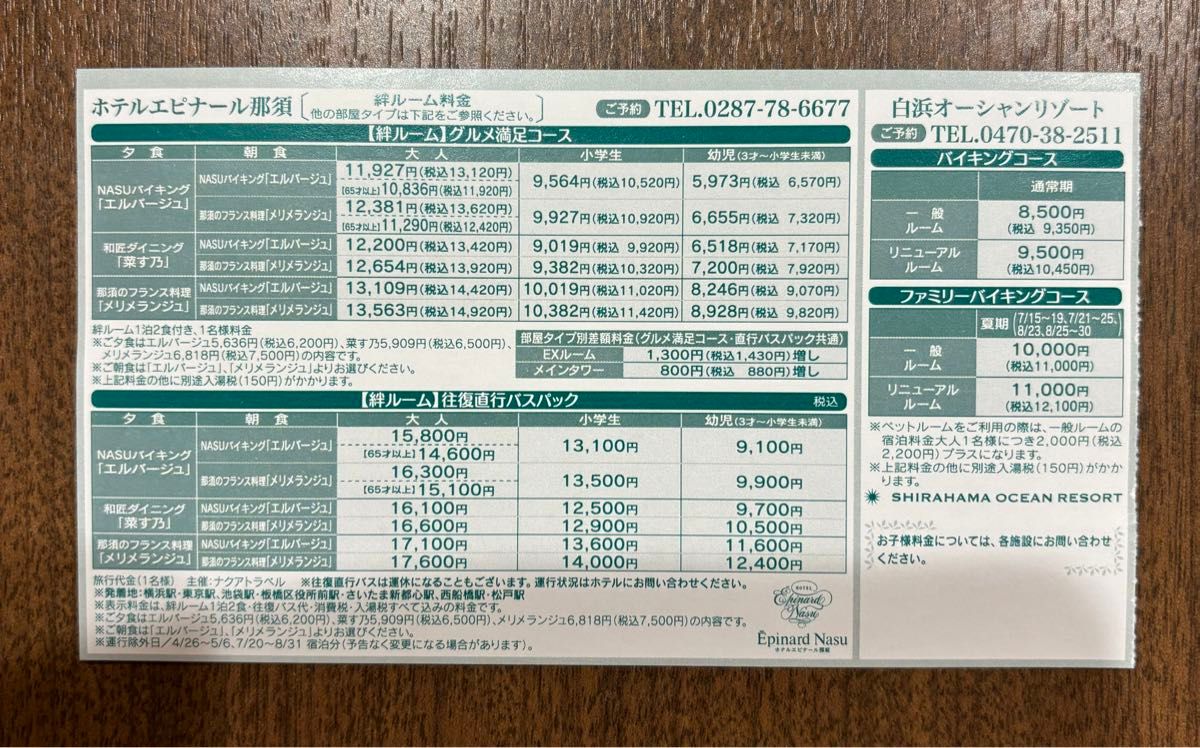 ホテルエピナール那須
絆ルーム料金
他の部屋タイプは下記をご参照ください。
ご予約 TEL.0287-78-6677
【絆ルーム】グルメ満足コース
夕食 朝食 大人 小学生 幼児(3才〜小学生未満)
NASUバイキング「エルバージュ」 NASUバイキング「エルバージュ」 11,927円(税込13,120円) 9,564円(税込10,520円) 5,973円(税込 6,570円)
[65才以上]10,836円(税込11,920円)
那須のフランス料理「メリメランジュ」 12,381円(税込13,620円) 9,927円(税込10,920円) 6,655円(税込 7,320円)
[65才以上]11,290円(税込12,420円)
和匠ダイニング「菜す乃」 NASUバイキング「エルバージュ」 12,200円(税込13,420円) 9,019円(税込 9,920円) 6,518円(税込 7,170円)
那須のフランス料理「メリメランジュ」 12,654円(税込13,920円) 9,382円(税込10,320円) 7,200円(税込 7,920円)
那須のフランス料理「メリメランジュ」 NASUバイキング「エルバージュ」 13,109円(税込14,420円) 10,019円(税込11,020円) 8,246円(税込 9,070円)
那須のフランス料理「メリメランジュ」 13,563円(税込14,920円) 10,382円(税込11,420円) 8,928円(税込 9,820円)
絆ルーム1泊2食付き、1名様料金
※ご夕食はエルバージュ5,636円(税込6,200円)、菜す乃5,909円(税込6,500円)、
メリメランジュ6,818円(税込7,500円)の内容です。
※ご朝食は「エルバージュ」、「メリメランジュ」よりお選びください。
※上記料金の他に別途入湯税(150円)がかかります。
部屋タイプ別差額料金(グルメ満足コース・直行バスパック共通)
EXルーム 1,300円(税込1,430円)増し
メインタワー 800円(税込 880円)増し
【絆ルーム】往復直行バスパック 税込
夕食 朝食 大人 小学生 幼児(3才〜小学生未満)
NASUバイキング「エルバージュ」 NASUバイキング「エルバージュ」 15,800円 13,100円 9,100円
[65才以上]14,600円
那須のフランス料理「メリメランジュ」 16,300円 13,500円 9,900円
[65才以上]15,100円
和匠ダイニング「菜す乃」 NASUバイキング「エルバージュ」 16,100円 12,500円 9,700円
那須のフランス料理「メリメランジュ」 16,600円 12,900円 10,500円
那須のフランス料理「メリメランジュ」 NASUバイキング「エルバージュ」 17,100円 13,600円 11,600円
那須のフランス料理「メリメランジュ」 17,600円 14,000円 12,400円
旅行代金(1名様) 主催:ナクアトラベル ※往復直行バスは運休になることもございます。運行状況はホテルにお問い合わせください。
※発着地:横浜駅・東京駅、池袋駅・板橋区役所前駅・さいたま新都心駅、西船橋駅・松戸駅
※表示料金は、絆ルーム1泊2食・往復バス代・消費税・入湯税すべて込みの料金です。
※ご夕食はエルバージュ5,636円(税込6,200円)、菜す乃5,909円(税込6,500円)、メリメランジュ6,818円(税込7,500円)の内容です。
※ご朝食は「エルバージュ」、「メリメランジュ」よりお選びください。
※運行除外日/4/26〜5/6、7/20〜8/31 宿泊分(予告なく変更になる場合があります)。
HOTEL
Epinard
Nasu
Épinard Nasu
ホテルエピナール那須
白浜オーシャンリゾート
ご予約 TEL.0470-38-2511
バイキングコース
通常期
一般ルーム 8,500円
(税込 9,350円)
リニューアルルーム 9,500円
(税込10,450円)
ファミリーバイキングコース
夏期 (7/15〜19、7/21〜25、8/23、8/25〜30)
一般ルーム 10,000円
(税込11,000円)
リニューアルルーム 11,000円
(税込12,100円)
※ペットルームをご利用の際は、一般ルームの
宿泊料金大人1名様につき2,000円(税込
2,200円)プラスになります。
※上記料金の他に別途入湯税(150円)がかか
ります。
SHIRAHAMA OCEAN RESORT
お子様料金については、各施設にお問い合わせ
ください。